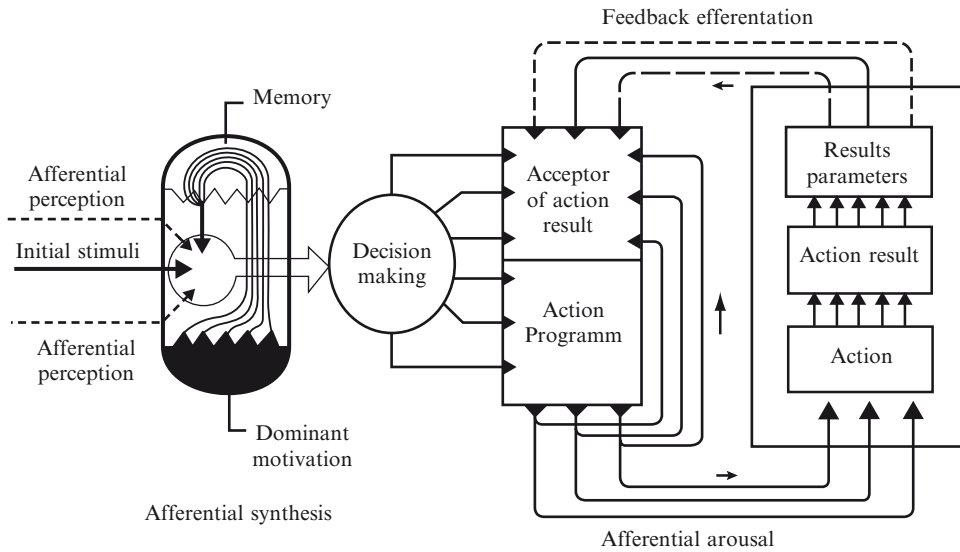 Feedback efferentation
Memory
Afferential
perception
Initial stimuli
Afferential
perception
Dominant
motivation
Afferential synthesis
Decision
making
Acceptor
of action
result
Action
Programm
Results
parameters
Action result
Action
Afferential arousal